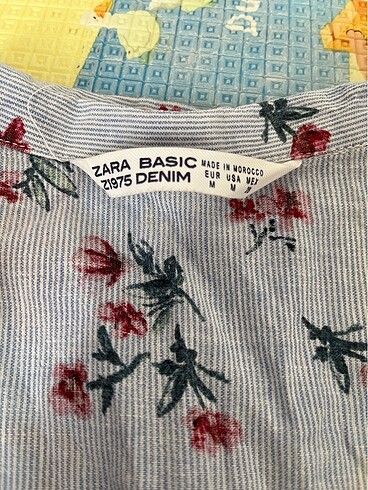 ZARA BASIC
Z1975 DENIM
MADE IN MOROCCO
EUR USA MEX
M M